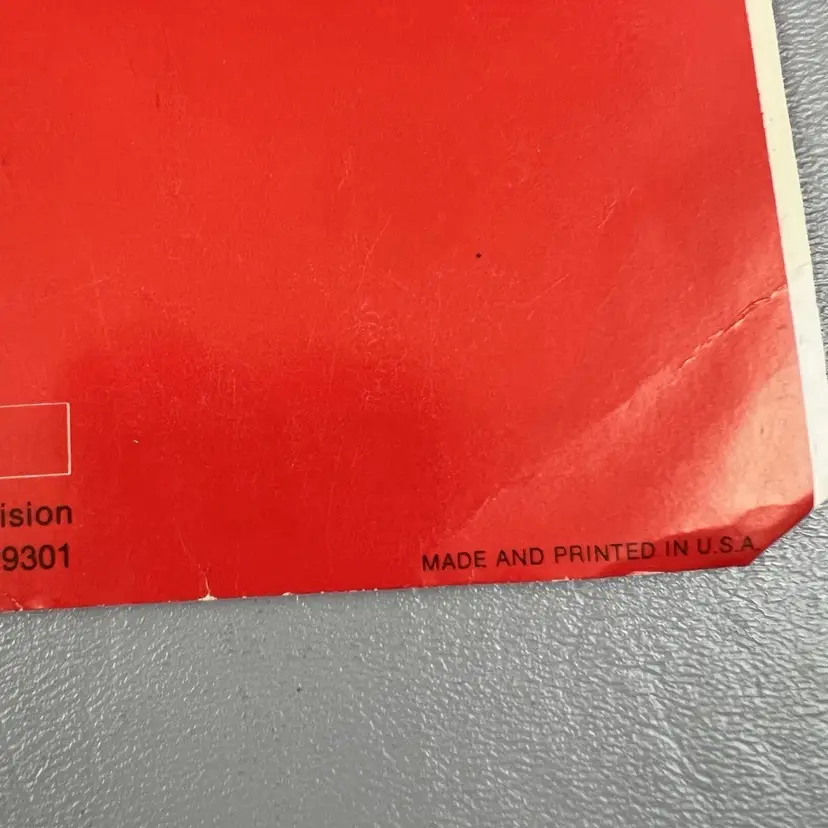 ision
9301
MADE AND PRINTED IN U.S.A.